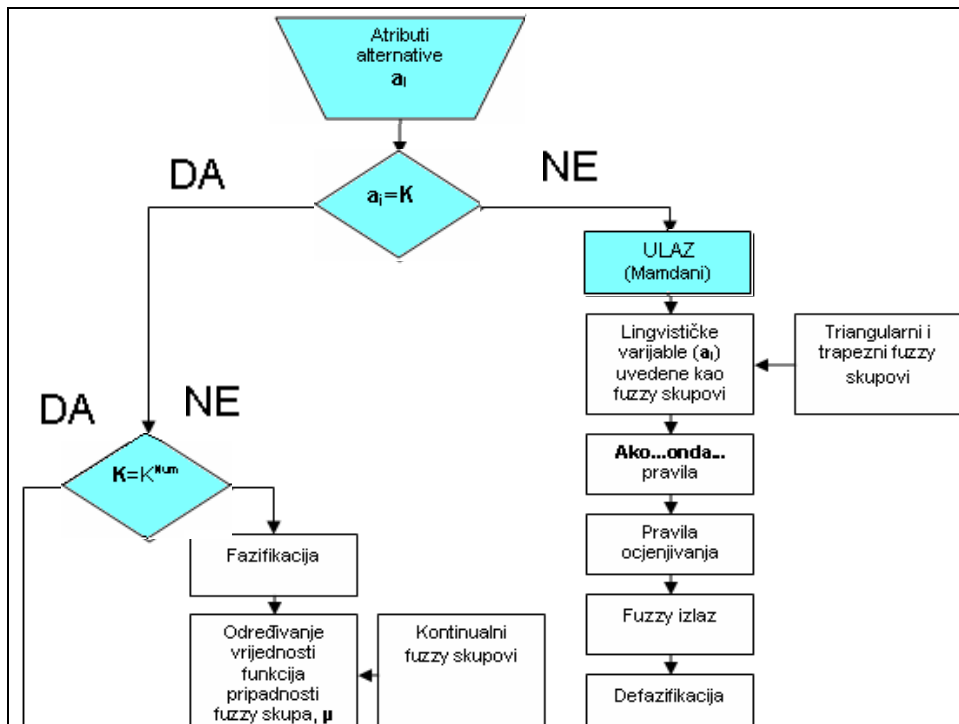 Atributi
alternative
aᵢ
DA
NE
aᵢ=K
ULAZ
(Mamdani)
Lingvističke
varijable (aᵢ)
uvedene kao
fuzzy skupovi
Triangularni i
trapezni fuzzy
skupovi
DA
NE
K=Kᴺᵘᵐ
Ako...onda...
pravila
Fazifikacija
Pravila
ocjenjivanja
Određivanje
vrijednosti
funkcija
pripadnosti
fuzzy skupa, μ
Kontinualni
fuzzy skupovi
Fuzzy izlaz
Defazifikacija